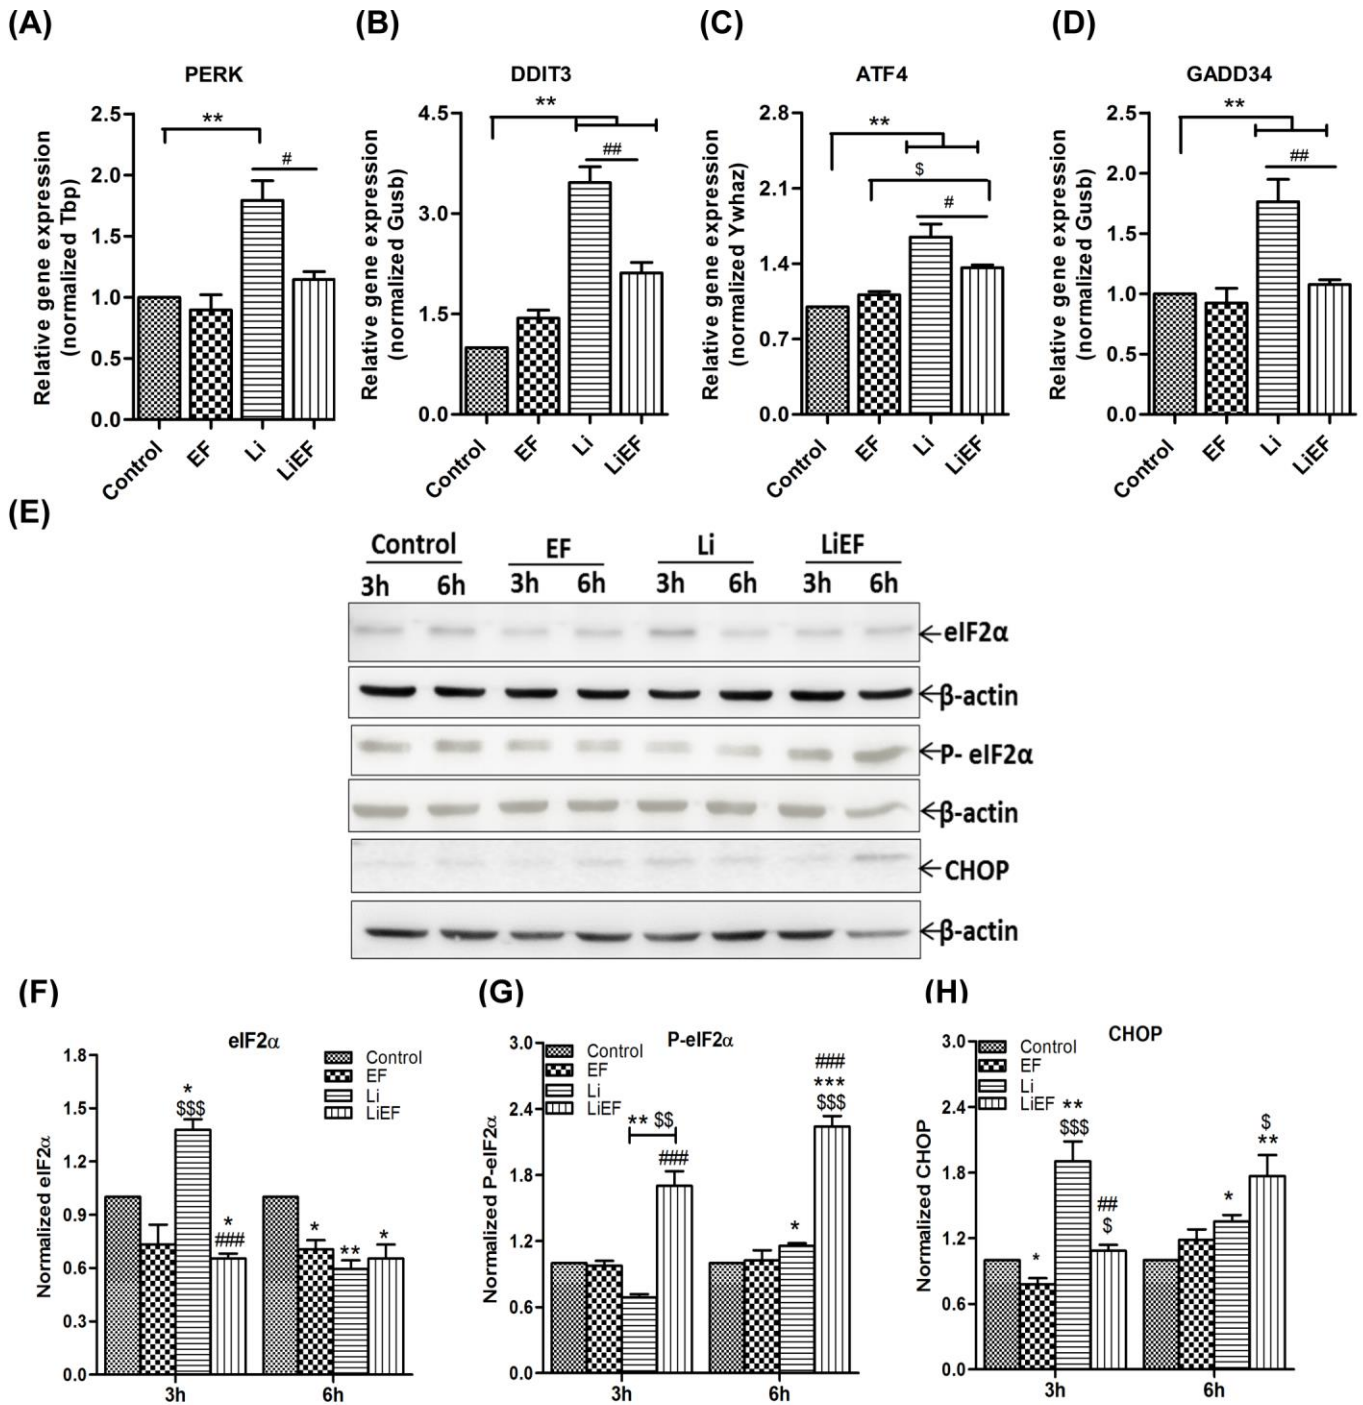 (A)
PERK
Relative gene expression
(normalized Tbp)
2.5
2.0
1.5
1.0
0.5
0.0
**
#
Control
EF
Li
LiEF
(B)
DDIT3
Relative gene expression
(normalized Gusb)
4.5
3.0
1.5
0.0
**
##
Control
EF
Li
LiEF
(C)
ATF4
Relative gene expression
(normalized Ywhaz)
2.8
2.1
1.4
0.7
0.0
**
$
#
Control
EF
Li
LiEF
(D)
GADD34
Relative gene expression
(normalized Gusb)
2.5
2.0
1.5
1.0
0.5
0.0
**
##
Control
EF
Li
LiEF
(E)
Control EF Li LiEF
3h 6h 3h 6h 3h 6h 3h 6h
eIF2α
β-actin
P- eIF2α
β-actin
CHOP
β-actin
(F)
eIF2α
Normalized eIF2α
1.8
1.5
1.2
0.9
0.6
0.3
0.0
Control
EF
Li
LiEF
*
$$$
*
###
*
**
*
3h
6h
(G)
P-eIF2α
Normalized P-eIF2α
3.0
2.4
1.8
1.2
0.6
0.0
Control
EF
Li
LiEF
** $$
###
*
###
***
$$$
3h
6h
(H)
CHOP
Normalized CHOP
3.0
2.4
1.8
1.2
0.6
0.0
Control
EF
Li
LiEF
*
**
$$$
##
$
*
$
**
3h
6h